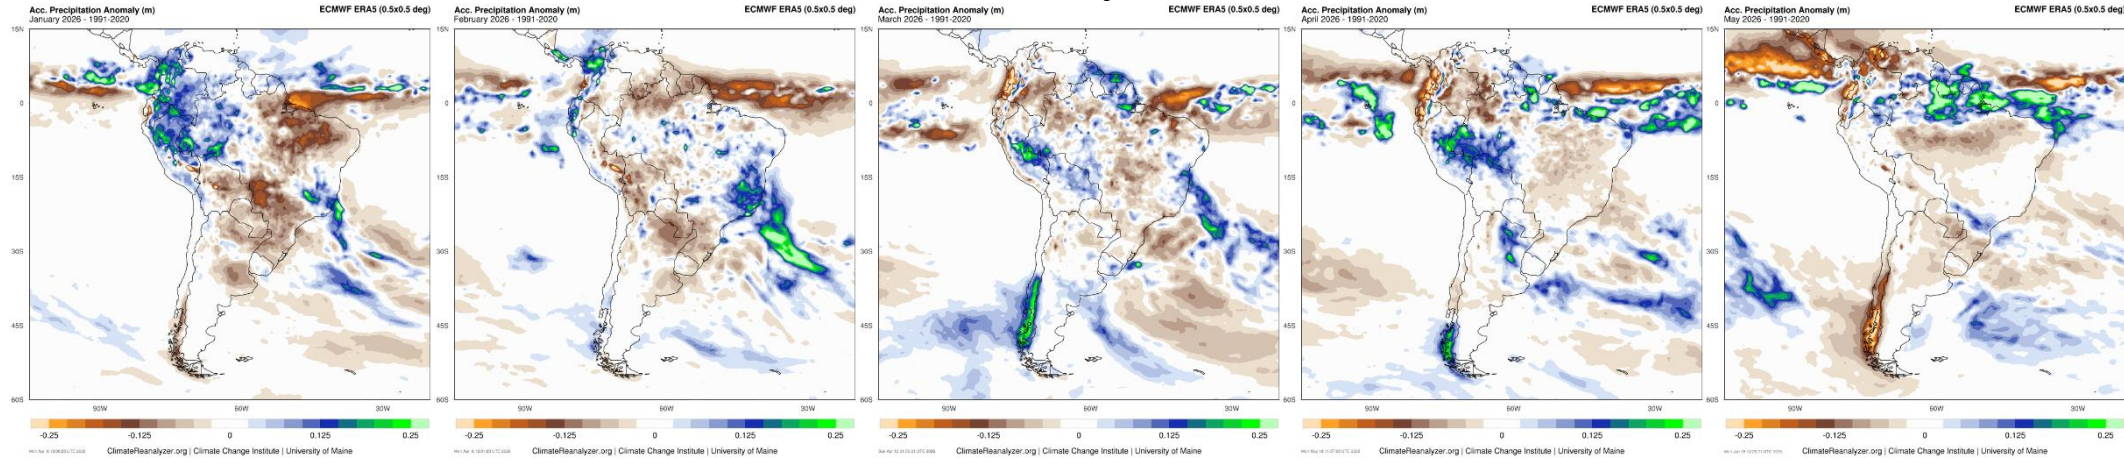 Acc. Precipitation Anomaly (m) ECMWF ERA5 (0.5x0.5 deg)
January 2026 - 1991-2020
15N
0
15S
30S
45S
60S
90W 60W 30W
-0.25 -0.125 0 0.125 0.25
ClimateReanalyzer.org | Climate Change Institute | University of Maine
Acc. Precipitation Anomaly (m) ECMWF ERA5 (0.5x0.5 deg)
February 2026 - 1991-2020
15N
0
15S
30S
45S
60S
90W 60W 30W
-0.25 -0.125 0 0.125 0.25
ClimateReanalyzer.org | Climate Change Institute | University of Maine
Acc. Precipitation Anomaly (m) ECMWF ERA5 (0.5x0.5 deg)
March 2026 - 1991-2020
15N
0
15S
30S
45S
60S
90W 60W 30W
-0.25 -0.125 0 0.125 0.25
ClimateReanalyzer.org | Climate Change Institute | University of Maine
Acc. Precipitation Anomaly (m) ECMWF ERA5 (0.5x0.5 deg)
April 2026 - 1991-2020
15N
0
15S
30S
45S
60S
90W 60W 30W
-0.25 -0.125 0 0.125 0.25
ClimateReanalyzer.org | Climate Change Institute | University of Maine
Acc. Precipitation Anomaly (m) ECMWF ERA5 (0.5x0.5 deg)
May 2026 - 1991-2020
15N
0
15S
30S
45S
60S
90W 60W 30W
-0.25 -0.125 0 0.125 0.25
ClimateReanalyzer.org | Climate Change Institute | University of Maine